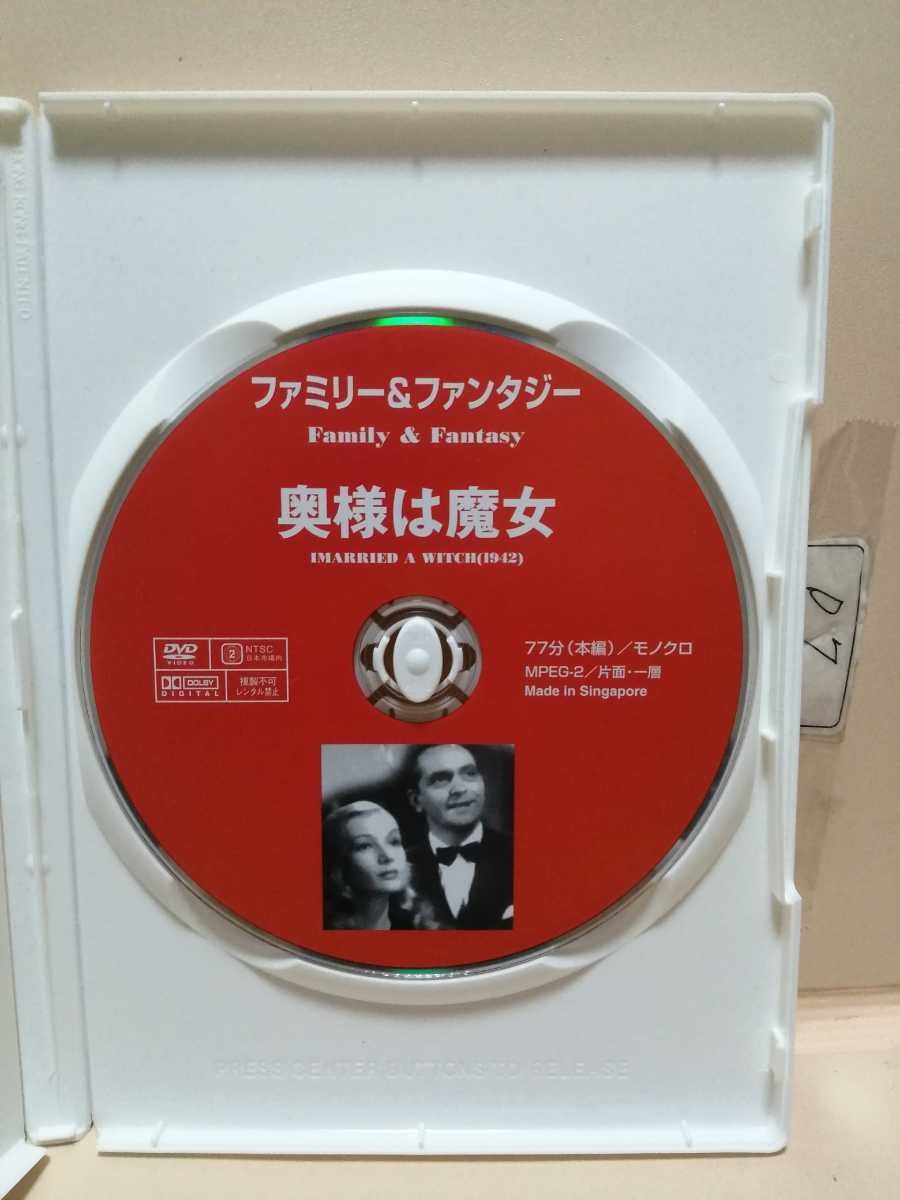 ファミリー&ファンタジー
Family & Fantasy
奥様は魔女
IMARRIED A WITCH(1942)
DVD
VIDEO
2
NTSC
日本市場内
DOLBY
DIGITAL
複製不可
レンタル禁止
77分(本編)/モノクロ
MPEG-2/片面・一層
Made in Singapore
PRESS CENTER BUTTONS TO RELEASE
07